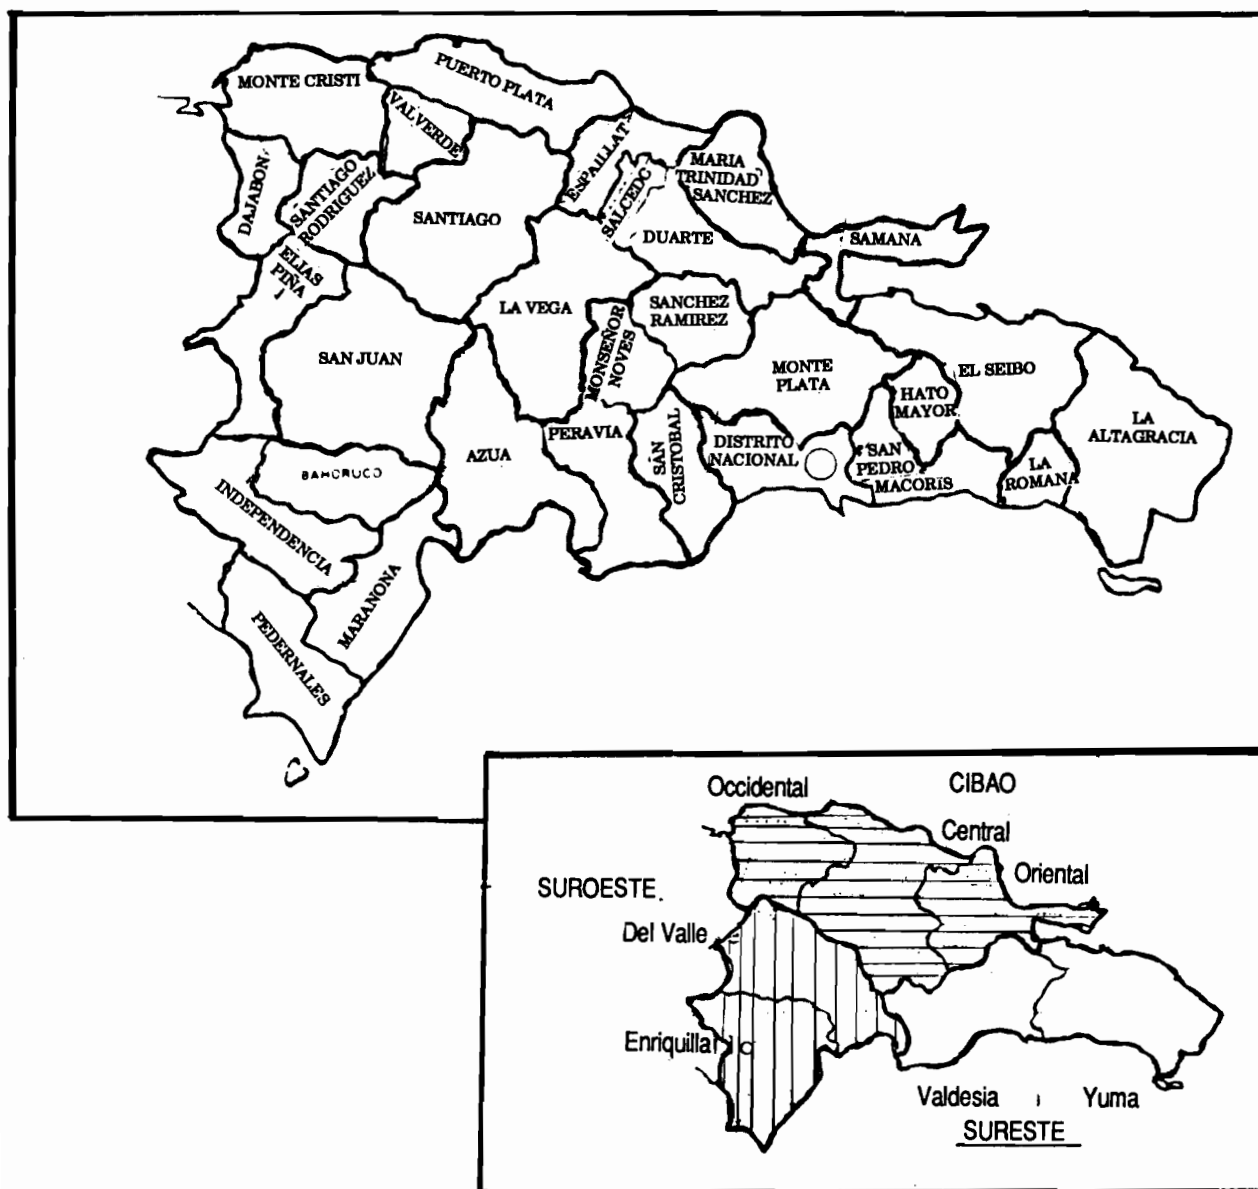 MONTE CRISTI
PUERTO PLATA
VALVERDE
ESPAILLAT
MARIA
TRINIDAD
SANCHEZ
DAJABON
SANTIAGO
RODRIGUEZ
SALCEDO
SANTIAGO
DUARTE
SAMANA
ELIAS
PIÑA
LA VEGA
SANCHEZ
RAMIREZ
MONSEÑOR
NOVES
SAN JUAN
MONTE
PLATA
EL SEIBO
HATO
MAYOR
LA
ALTAGRACIA
PERAVIA
AZUA
SAN
CRISTOBAL
DISTRITO
NACIONAL
SAN
PEDRO
MACORIS
LA
ROMANA
BAHORUCO
INDEPENDENCIA
MARANONA
PEDERNALES
Occidental
CIBAO
Central
Oriental
SUROESTE.
Del Valle
Enriquilla
Valdesia
Yuma
SURESTE